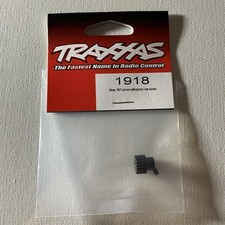 TRAXXAS
The Fastest Name In Radio Control
1918